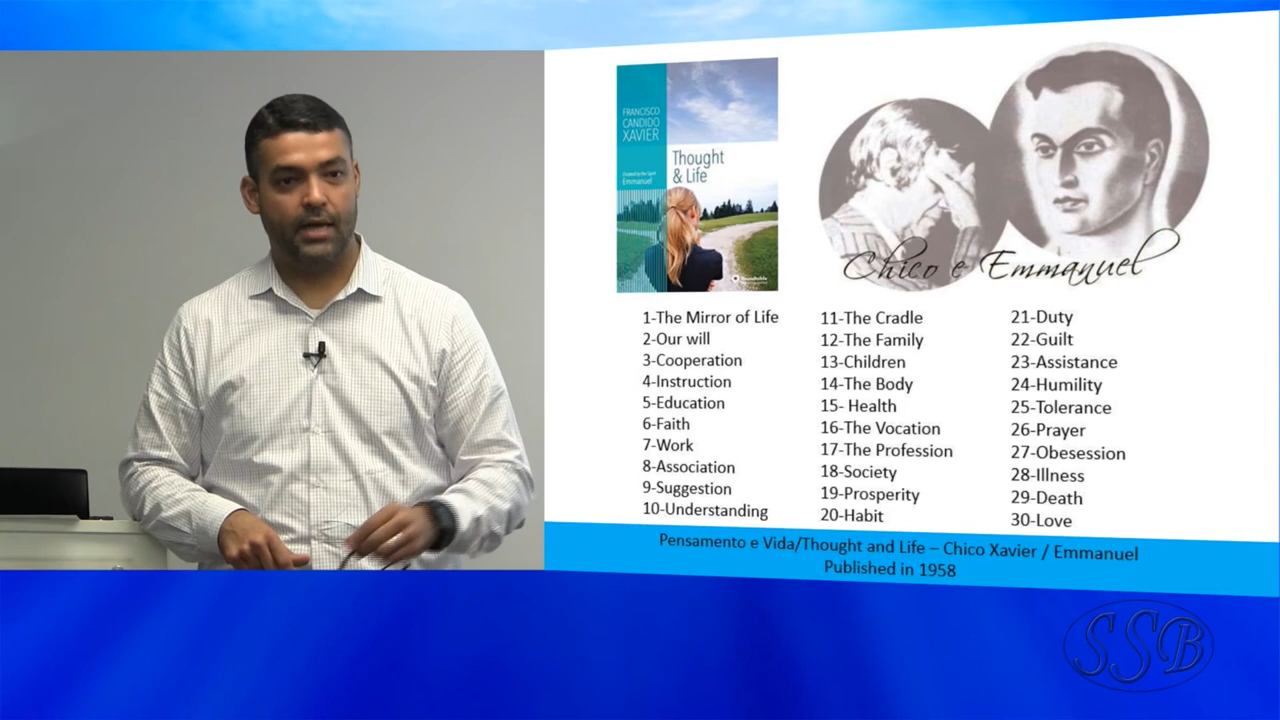 FRANCISCO
CANDIDO
XAVIER
Thought
& Life
Emmanuel
Chico e Emmanuel
1-The Mirror of Life
2-Our will
3-Cooperation
4-Instruction
5-Education
6-Faith
7-Work
8-Association
9-Suggestion
10-Understanding
11-The Cradle
12-The Family
13-Children
14-The Body
15- Health
16-The Vocation
17-The Profession
18-Society
19-Prosperity
20-Habit
21-Duty
22-Guilt
23-Assistance
24-Humility
25-Tolerance
26-Prayer
27-Obesession
28-Illness
29-Death
30-Love
Pensamento e Vida/Thought and Life – Chico Xavier / Emmanuel
Published in 1958
SSB